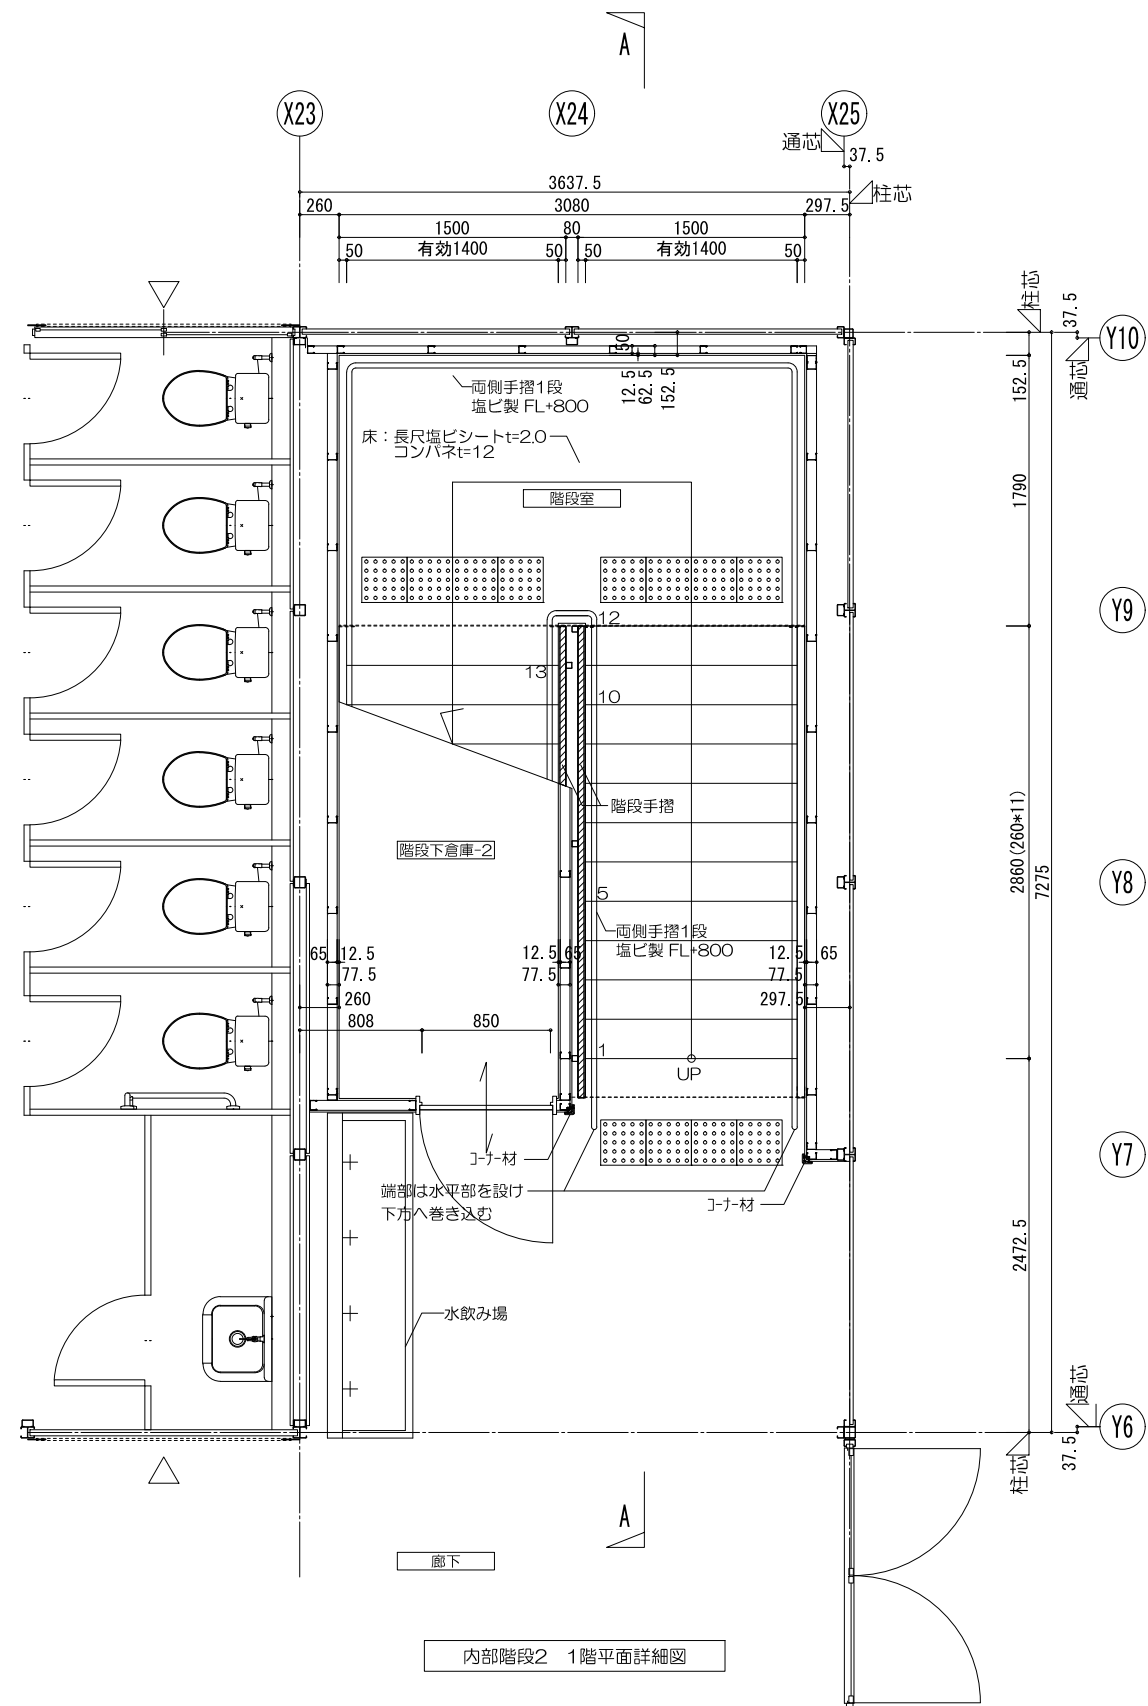 A
X23
X24
X25
通芯
37.5
3637.5
柱芯
260
3080
297.5
1500
80
1500
50
有効1400
50
50
有効1400
50
柱芯
37.5
Y10
通芯
152.5
50
12.5
62.5
152.5
両側手摺1段
塩ビ製 FL+800
床：長尺塩ビシートt=2.0
コンパネt=12
階段室
1790
12
Y9
13
10
階段手摺
2860(260*11)
7275
階段下倉庫-2
Y8
5
両側手摺1段
塩ビ製 FL+800
65
12.5
77.5
12.5
65
77.5
12.5
65
77.5
260
297.5
808
850
1
UP
コーナー材
Y7
端部は水平部を設け
下方へ巻き込む
コーナー材
2472.5
水飲み場
通芯
Y6
37.5
柱芯
A
廊下
内部階段2　1階平面詳細図